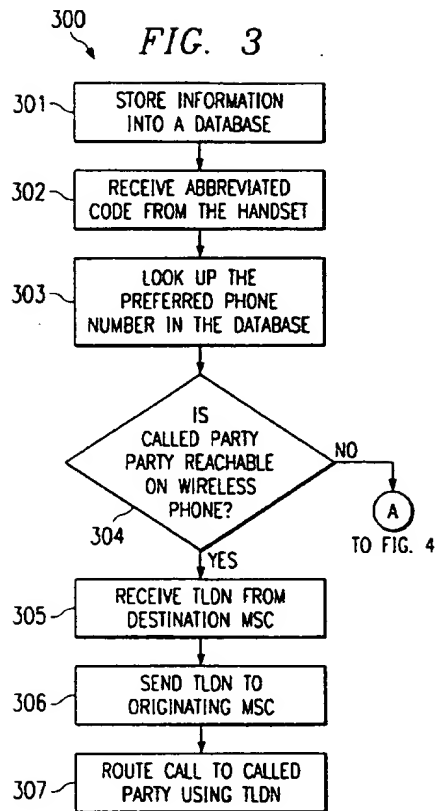 300
FIG. 3
301
STORE INFORMATION
INTO A DATABASE
302
RECEIVE ABBREVIATED
CODE FROM THE HANDSET
303
LOOK UP THE
PREFERRED PHONE
NUMBER IN THE DATABASE
IS
CALLED PARTY
PARTY REACHABLE
ON WIRELESS
PHONE?
304
NO
A
TO FIG. 4
YES
305
RECEIVE TLDN FROM
DESTINATION MSC
306
SEND TLDN TO
ORIGINATING MSC
307
ROUTE CALL TO CALLED
PARTY USING TLDN